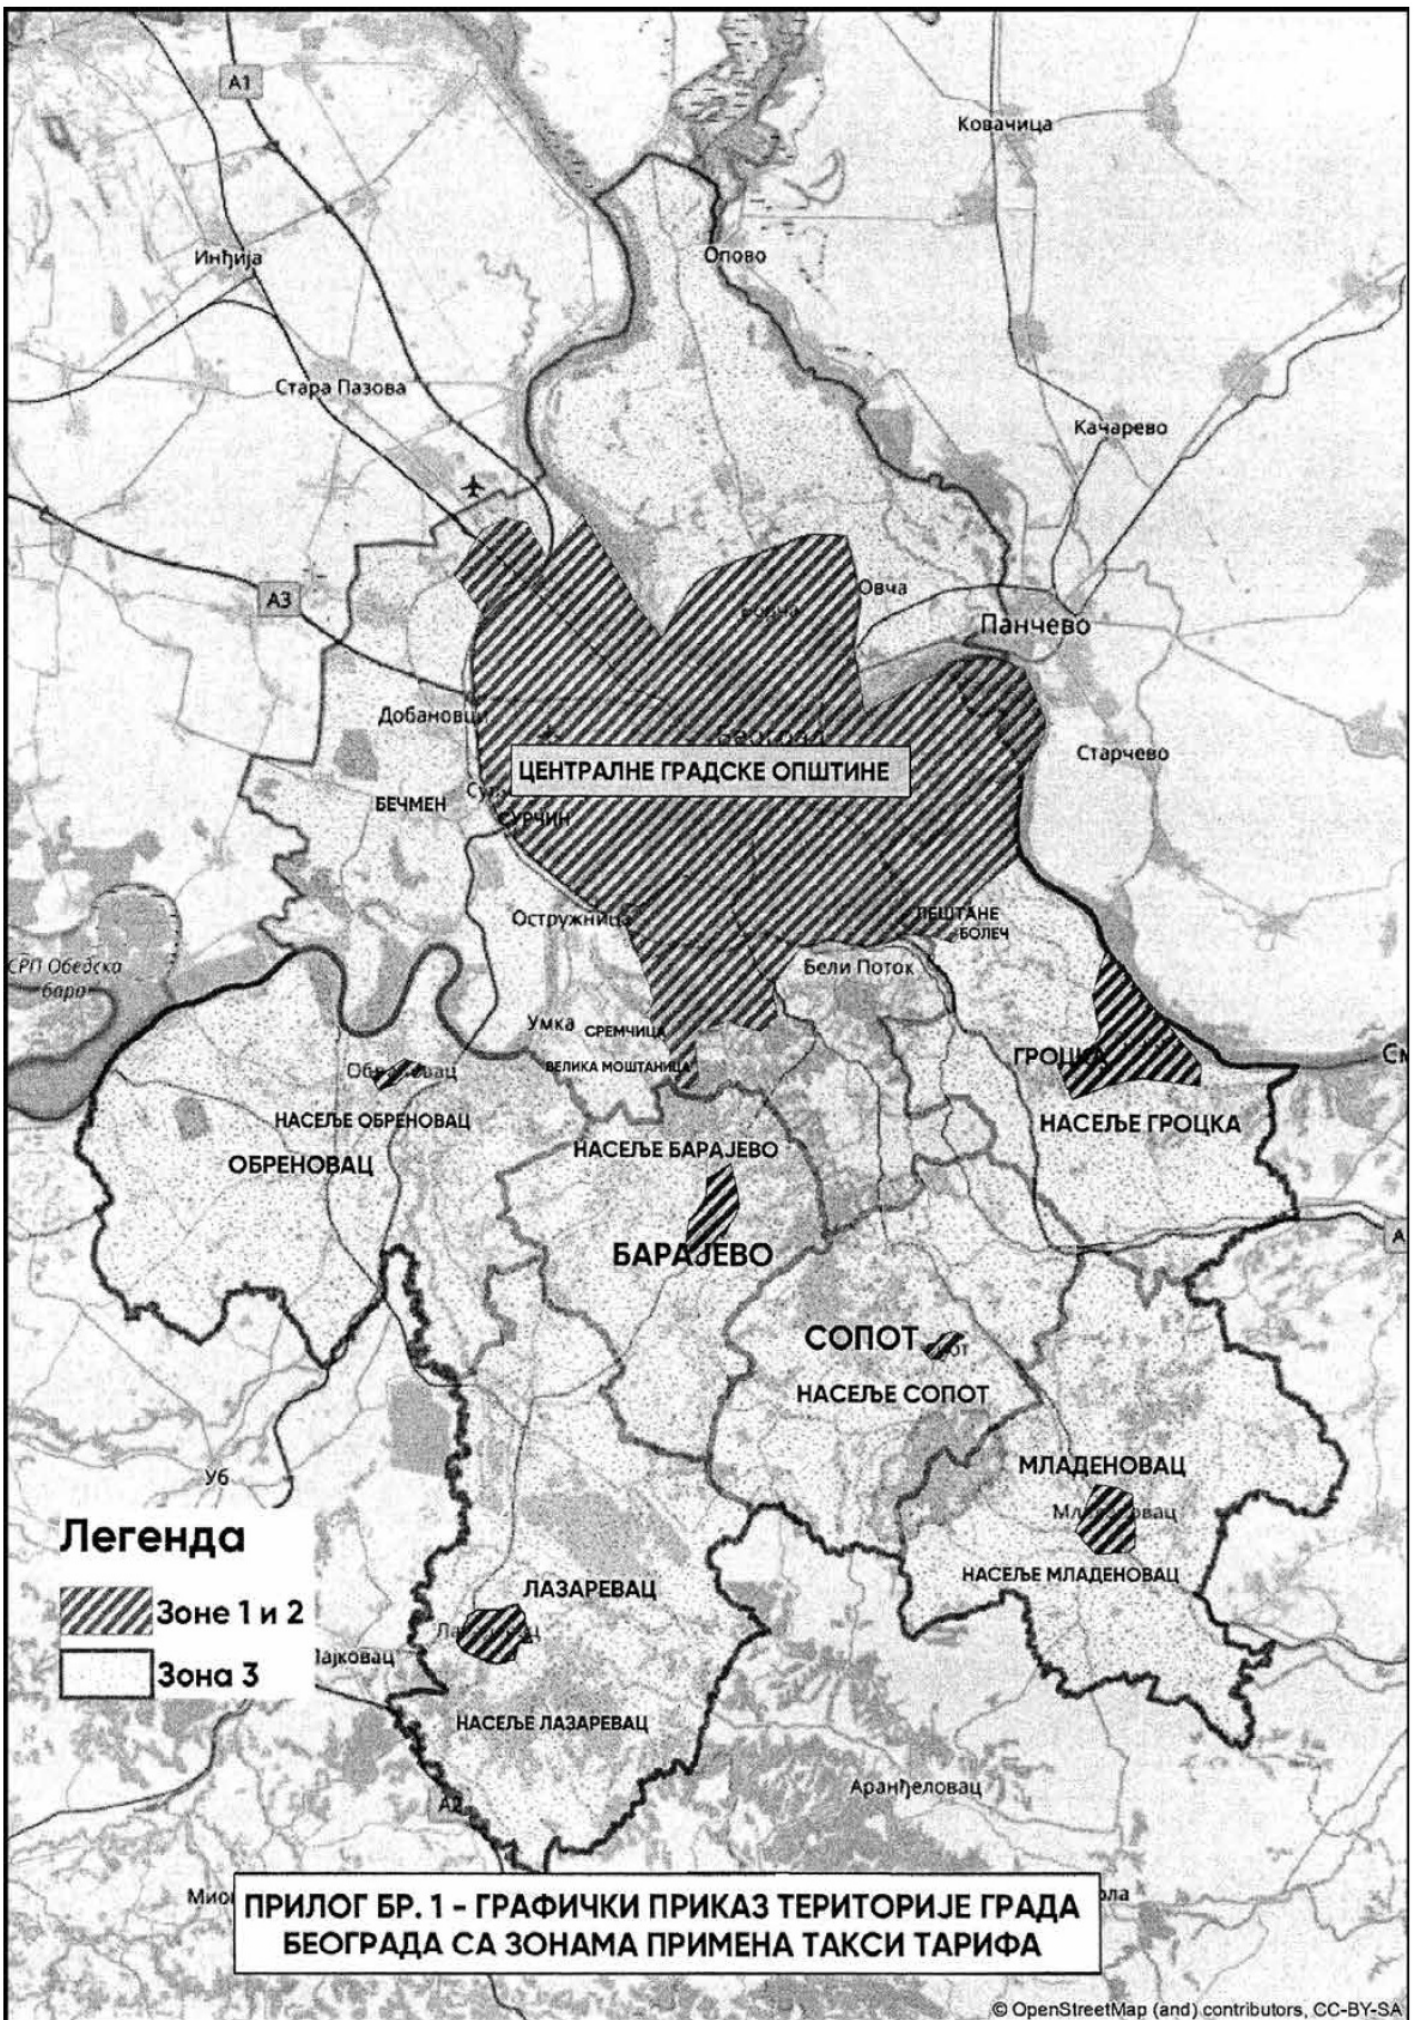 A1
Ковачица
Инђија
Опово
Стара Пазова
Качарево
A3
Овча
Панчево
Добановци
Београд
Старчево
ЦЕНТРАЛНЕ ГРАДСКЕ ОПШТИНЕ
БЕЧМЕН
СУРЧИН
Остружница
ЛЕШТАНЕ
БОЛЕЧ
СРП Обедска
бара
Бели Поток
Умка
СРЕМЧИЦА
ГРОЦКА
См
ВЕЛИКА МОШТАНИЦА
НАСЕЉЕ ОБРЕНОВАЦ
НАСЕЉЕ ГРОЦКА
НАСЕЉЕ БАРАЈЕВО
ОБРЕНОВАЦ
БАРАЈЕВО
A
СОПОТ
НАСЕЉЕ СОПОТ
МЛАДЕНОВАЦ
Уб
Легенда
НАСЕЉЕ МЛАДЕНОВАЦ
ЛАЗАРЕВАЦ
Зоне 1 и 2
Зона 3
НАСЕЉЕ ЛАЗАРЕВАЦ
Аранђеловац
A2
ПРИЛОГ БР. 1 - ГРАФИЧКИ ПРИКАЗ ТЕРИТОРИЈЕ ГРАДА
БЕОГРАДА СА ЗОНАМА ПРИМЕНА ТАКСИ ТАРИФА
© OpenStreetMap (and) contributors, CC-BY-SA